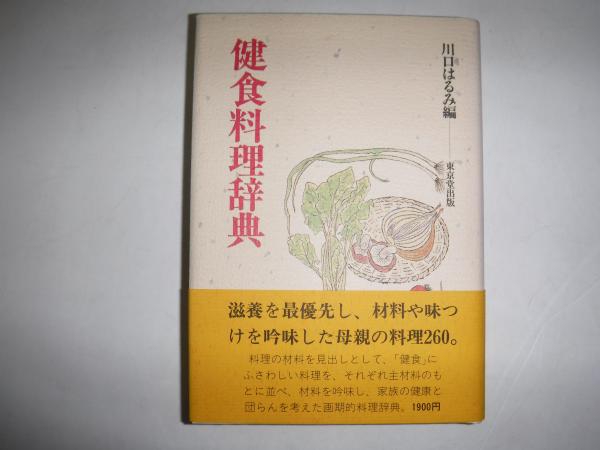 健食料理辞典
川口はるみ編
東京堂出版
滋養を最優先し、材料や味つ
けを吟味した母親の料理260。
料理の材料を見出しとして、「健食」に
ふさわしい料理を、それぞれ主材料のも
とに並べ、材料を吟味し、家族の健康と
団らんを考えた画期的料理辞典。1900円